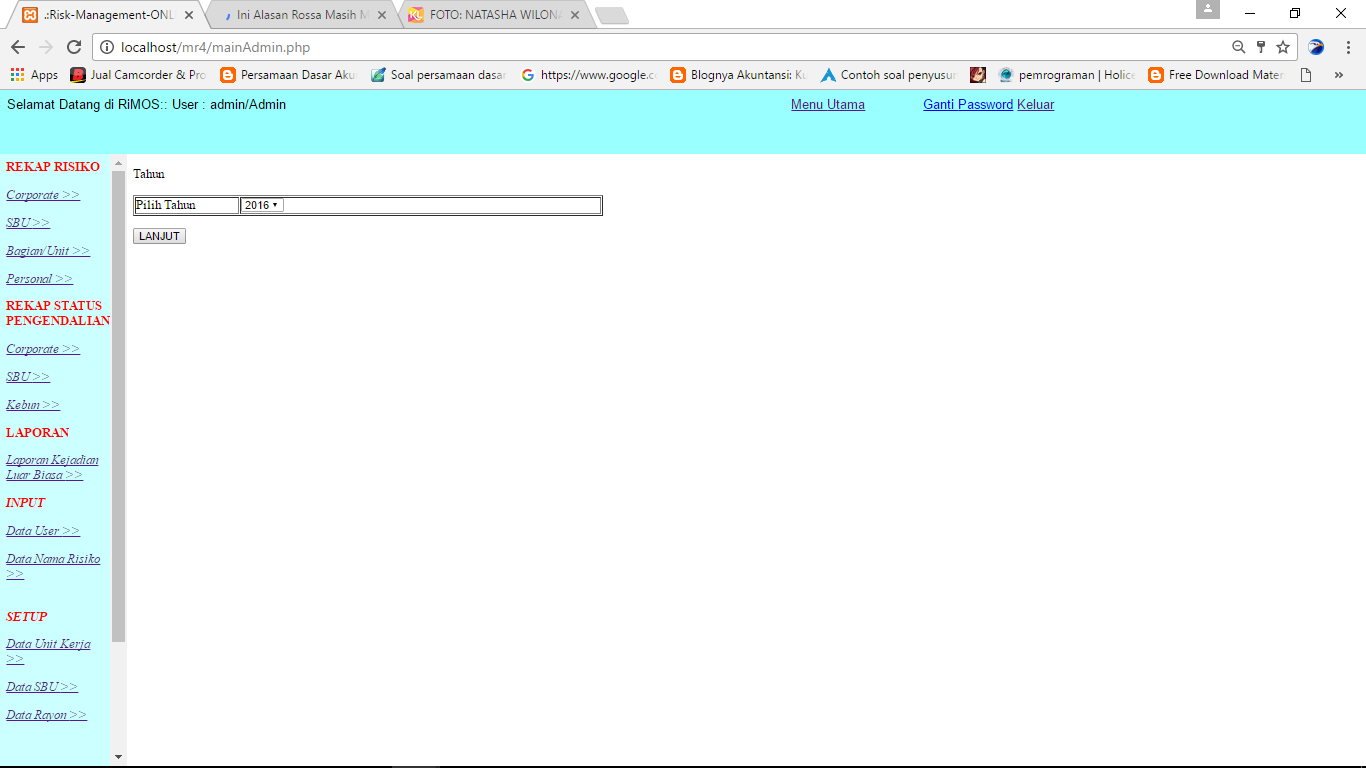 .:Risk-Management-ONL
Ini Alasan Rossa Masih M
FOTO: NATASHA WILONA
localhost/mr4/mainAdmin.php
Apps
Jual Camcorder & Pro
Persamaan Dasar Aku
Soal persamaan dasar
https://www.google.c
Blognya Akuntansi: Ku
Contoh soal penyusun
pemrograman | Holice
Free Download Mater
»
Selamat Datang di RiMOS:: User : admin/Admin
Menu Utama
Ganti Password Keluar
REKAP RISIKO
Corporate >>
SBU >>
Bagian/Unit >>
Personal >>
REKAP STATUS
PENGENDALIAN
Corporate >>
SBU >>
Kebun >>
LAPORAN
Laporan Kejadian
Luar Biasa >>
INPUT
Data User >>
Data Nama Risiko
>>
SETUP
Data Unit Kerja
>>
Data SBU >>
Data Rayon >>
Tahun
Pilih Tahun 2016
LANJUT